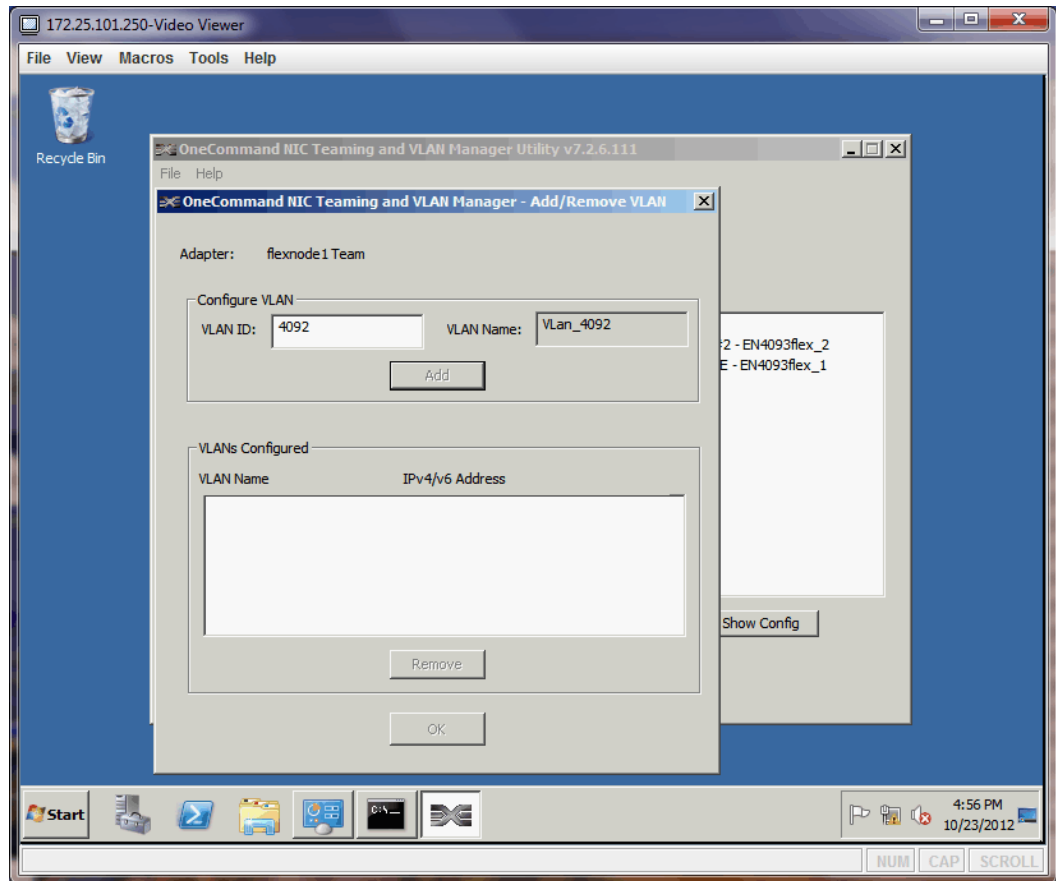 172.25.101.250-Video Viewer
File View Macros Tools Help
Recycle Bin
OneCommand NIC Teaming and VLAN Manager Utility v7.2.6.111
File Help
OneCommand NIC Teaming and VLAN Manager - Add/Remove VLAN
Adapter: flexnode1 Team
Configure VLAN
VLAN ID: 4092 VLAN Name: VLan_4092
Add
2 - EN4093flex_2
E - EN4093flex_1
VLANs Configured
VLAN Name IPv4/v6 Address
Show Config
Remove
OK
Start
C:\_
4:56 PM
10/23/2012
NUM CAP SCROLL